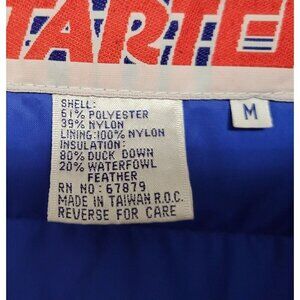 TARTE
M
SHELL:
61% POLYESTER
39% NYLON
LINING:100% NYLON
INSULATION:
80% DUCK DOWN
20% WATERFOWL
FEATHER
RN NO: 67879
MADE IN TAIWAN R.O.C.
REVERSE FOR CARE